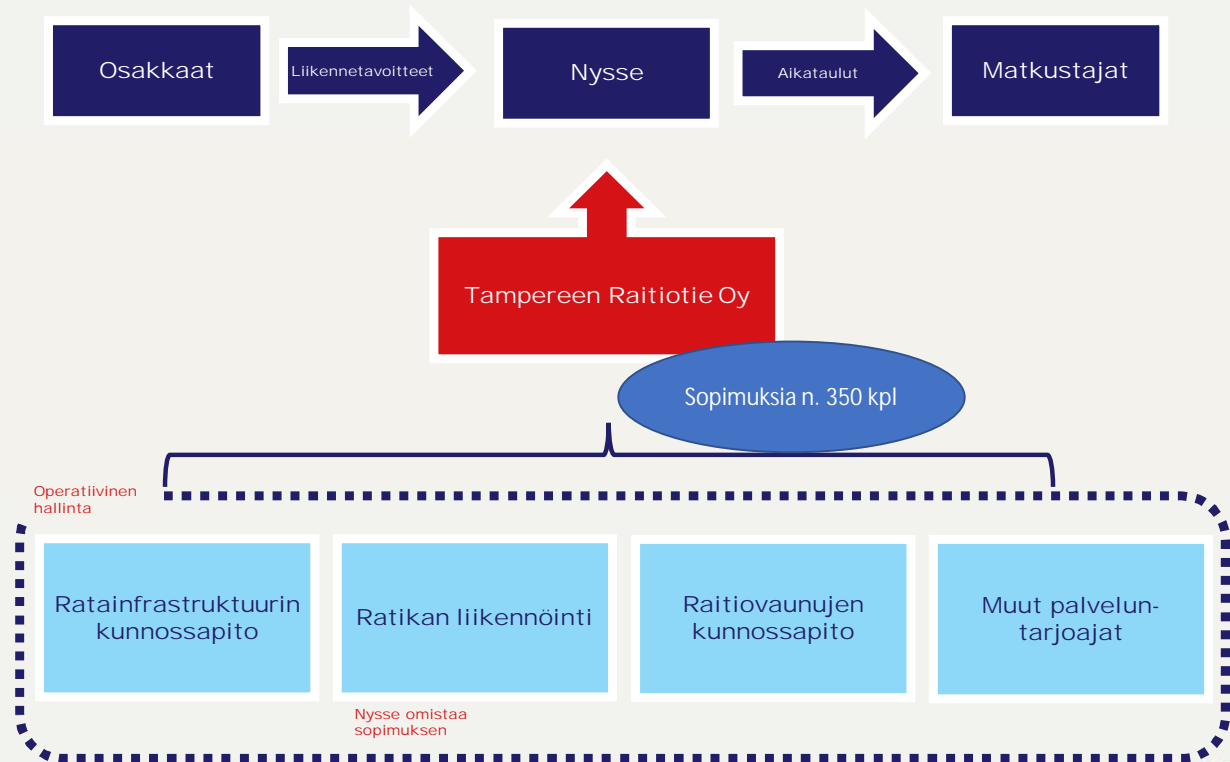 Osakkaat
Liikennetavoitteet
Nysse
Aikataulut
Matkustajat
Tampereen Raitiotie Oy
Sopimuksia n. 350 kpl
Operatiivinen
hallinta
Ratainfrastruktuurin
kunnossapito
Ratikan liikennöinti
Raitiovaunujen
kunnossapito
Muut palvelun-
tarjoajat
Nysse omistaa
sopimuksen